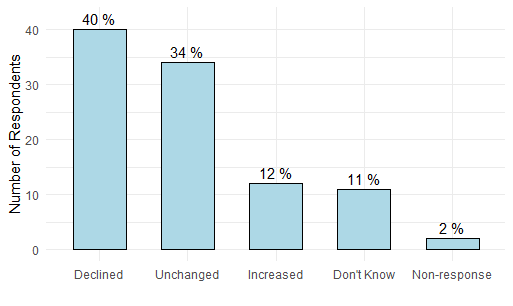 40 %
34 %
12 %
11 %
2 %
Number of Respondents
40
30
20
10
0
Declined
Unchanged
Increased
Don't Know
Non-response